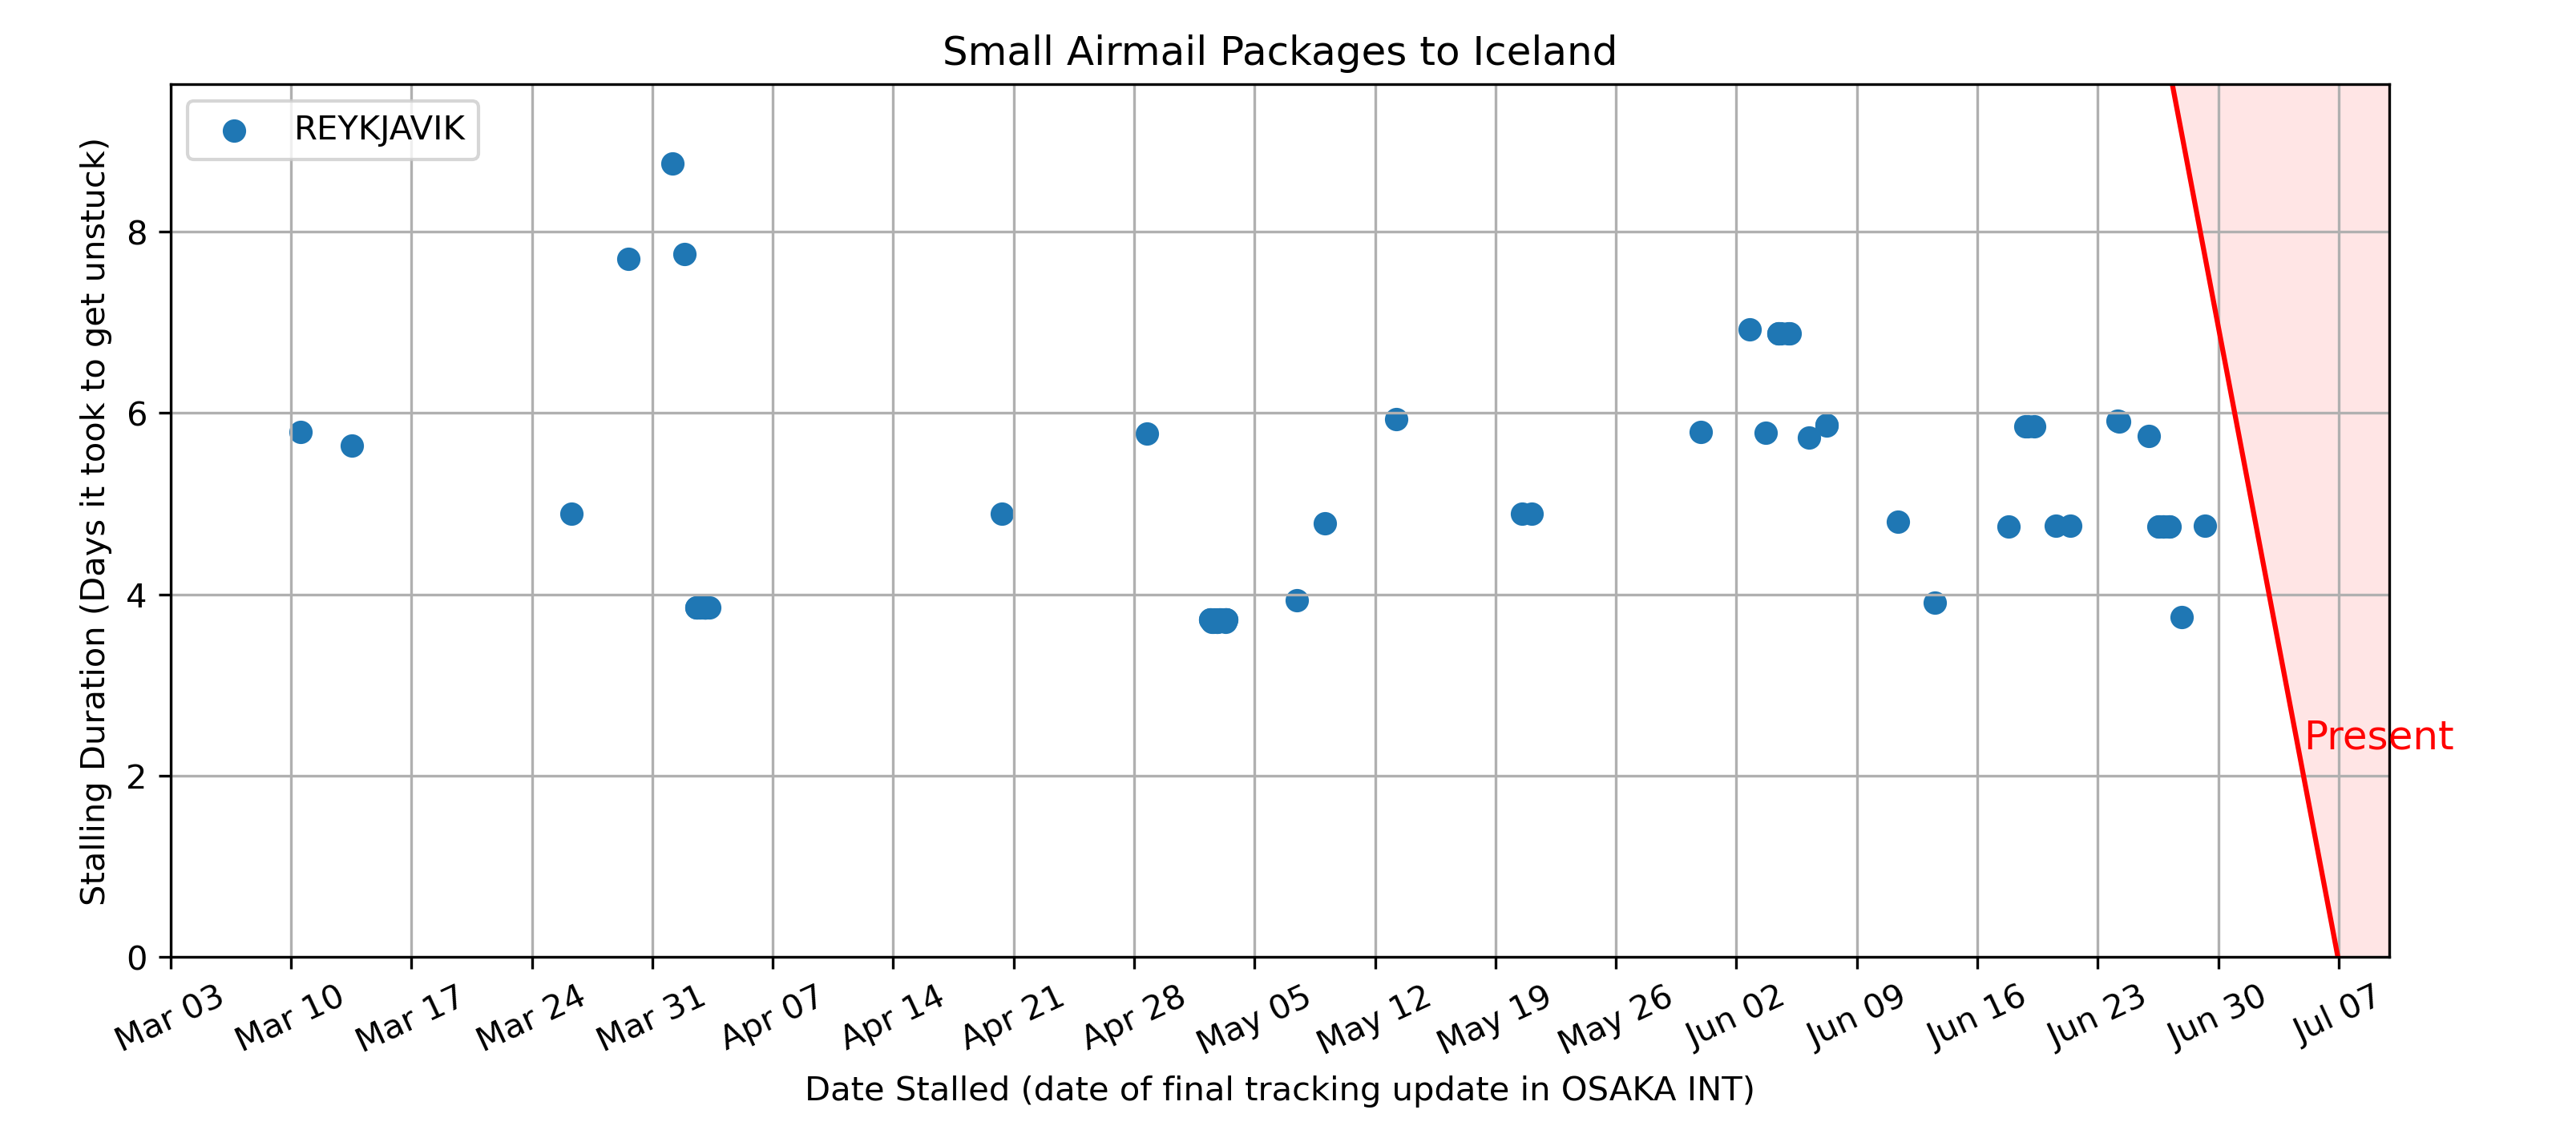 Small Airmail Packages to Iceland
REYKJAVIK
Stalling Duration (Days it took to get unstuck)
8
6
4
2
0
Present
Mar 03
Mar 10
Mar 17
Mar 24
Mar 31
Apr 07
Apr 14
Apr 21
Apr 28
May 05
May 12
May 19
May 26
Jun 02
Jun 09
Jun 16
Jun 23
Jun 30
Jul 07
Date Stalled (date of final tracking update in OSAKA INT)